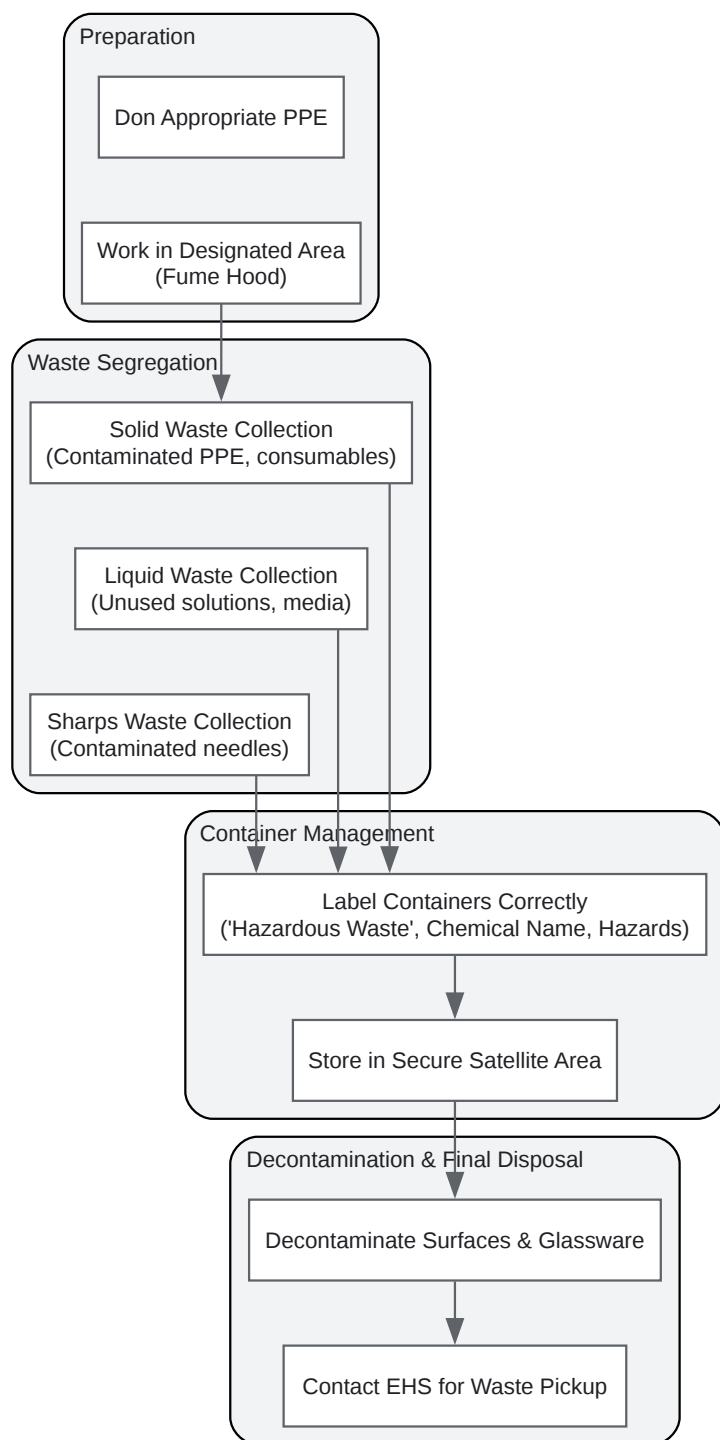 Preparation
Don Appropriate PPE
Work in Designated Area
(Fume Hood)
Waste Segregation
Solid Waste Collection
(Contaminated PPE, consumables)
Liquid Waste Collection
(Unused solutions, media)
Sharps Waste Collection
(Contaminated needles)
Container Management
Label Containers Correctly
('Hazardous Waste', Chemical Name, Hazards)
Store in Secure Satellite Area
Decontamination & Final Disposal
Decontaminate Surfaces & Glassware
Contact EHS for Waste Pickup